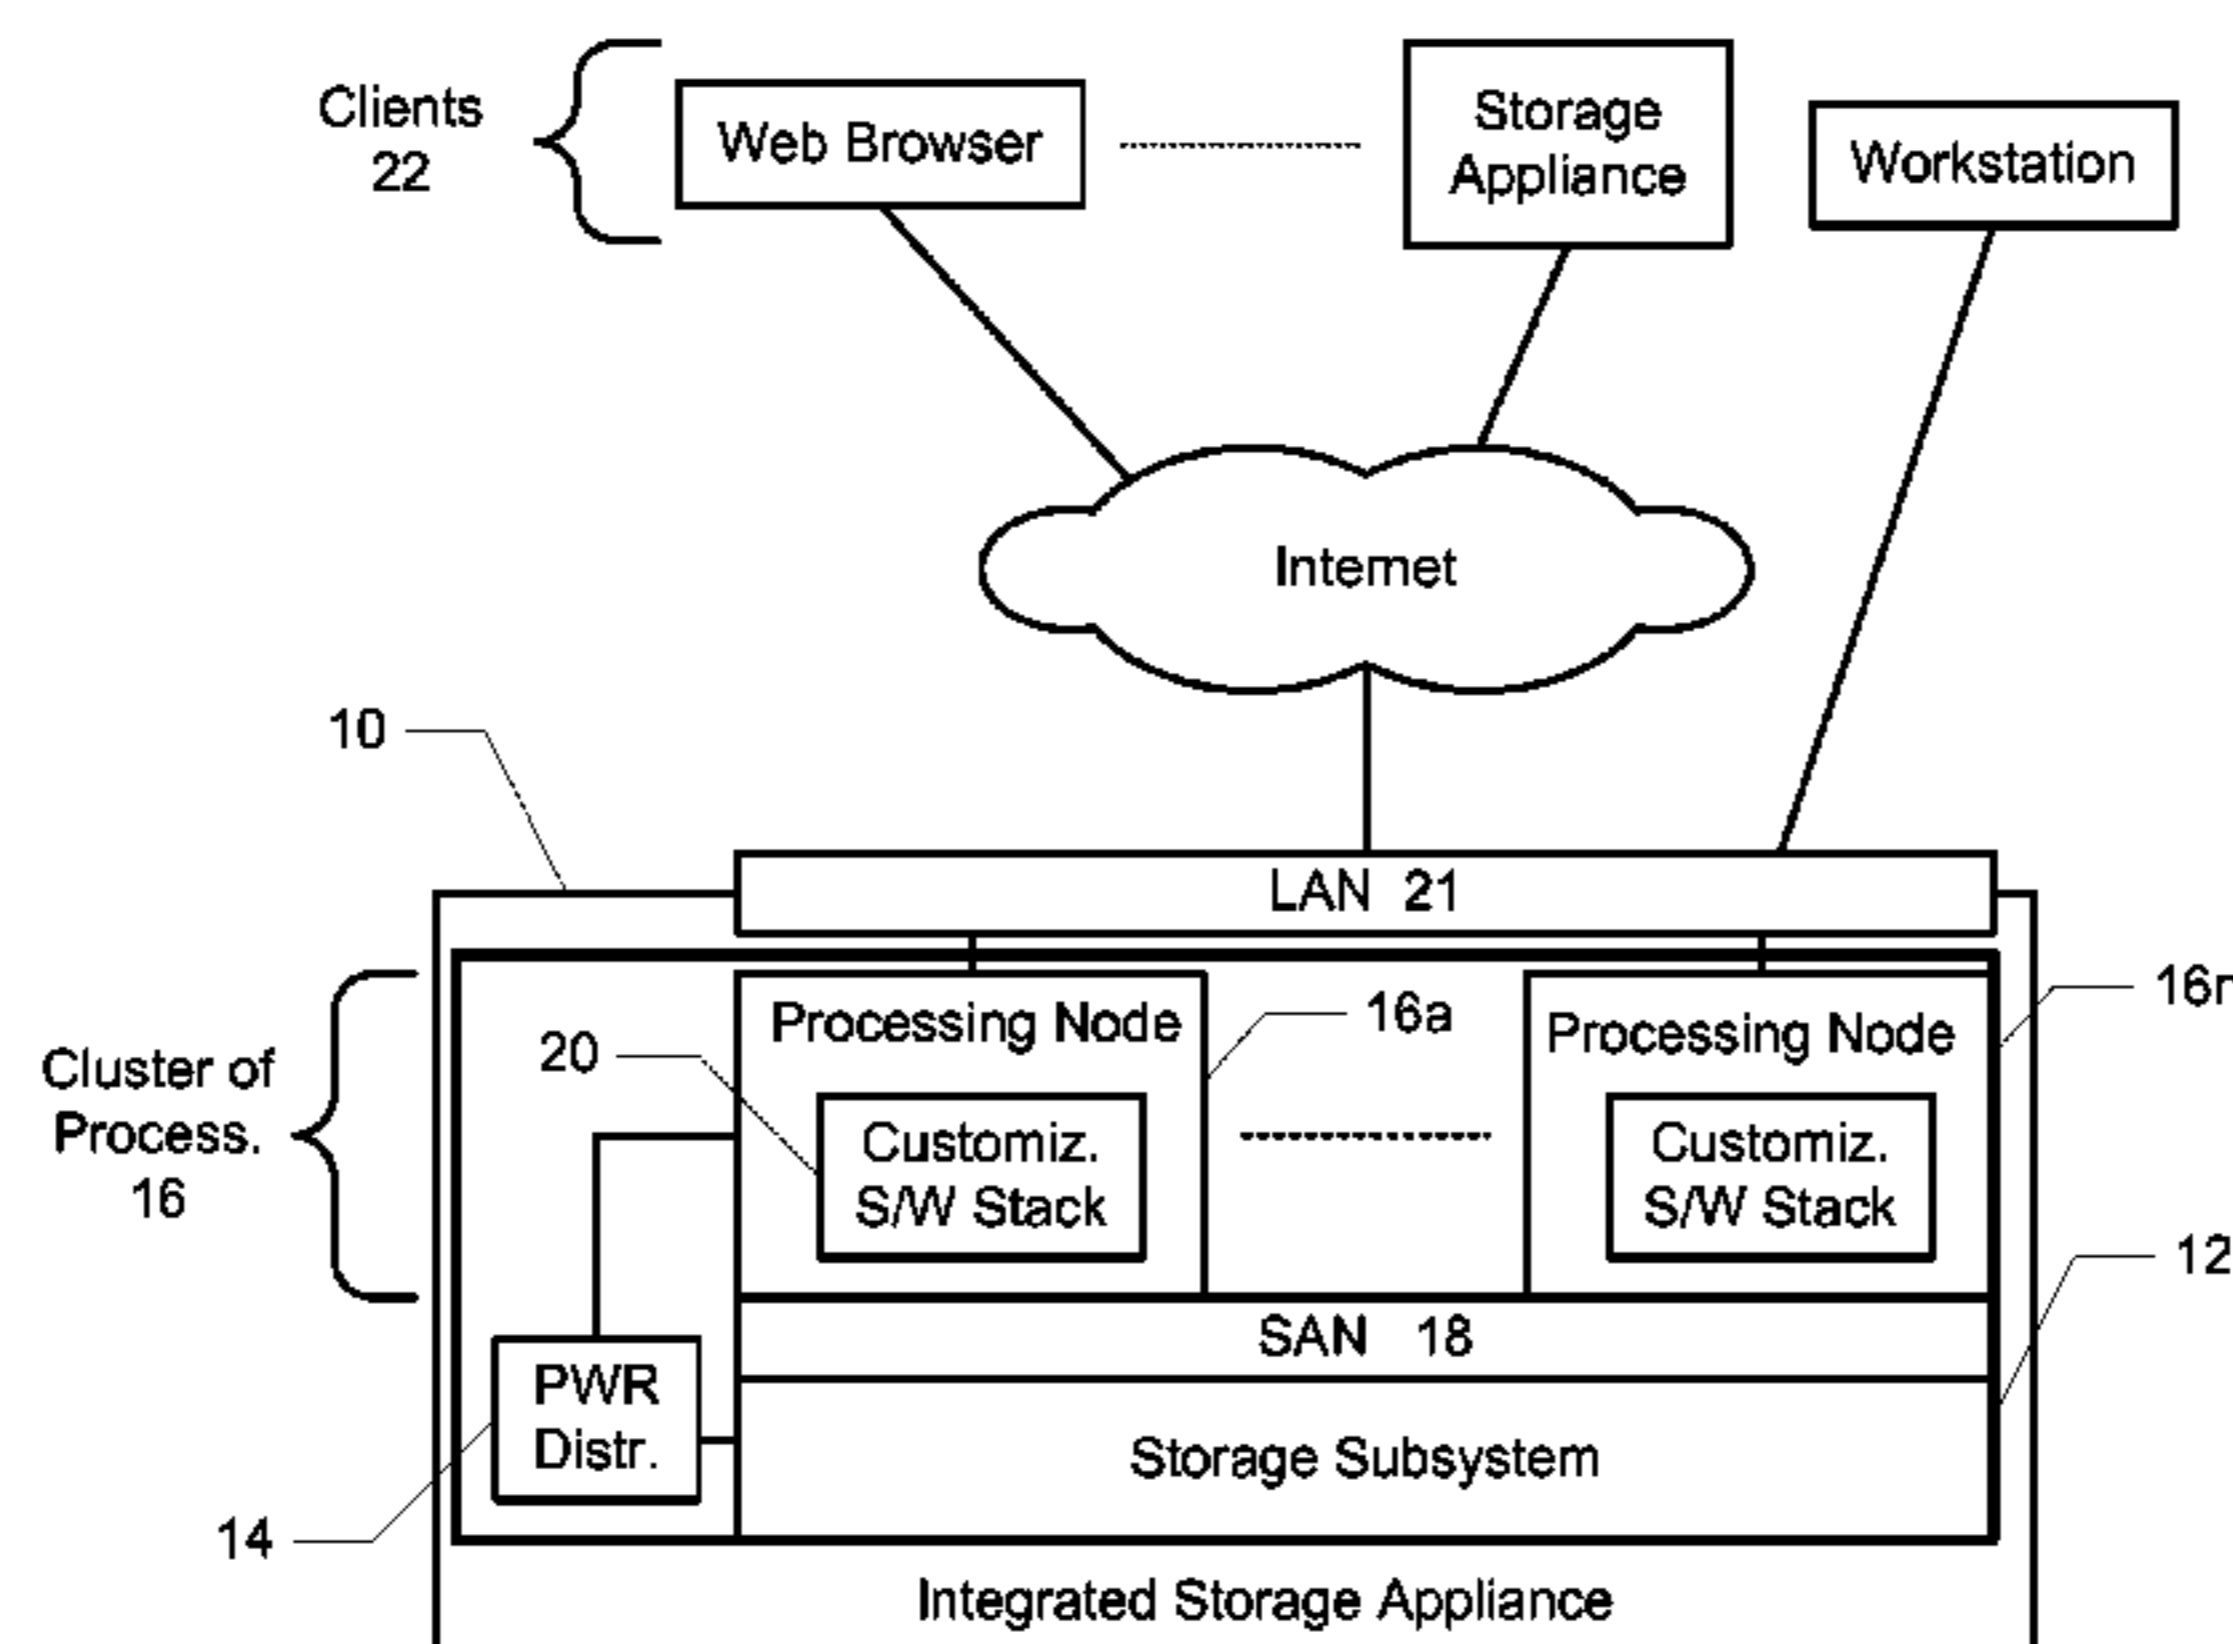 Clients
22
Web Browser
Storage
Appliance
Workstation
Internet
10
LAN 21
Cluster of
Process.
16
20
Processing Node
16a
Processing Node
16n
Customiz.
S/W Stack
Customiz.
S/W Stack
12
SAN 18
PWR
Distr.
Storage Subsystem
14
Integrated Storage Appliance